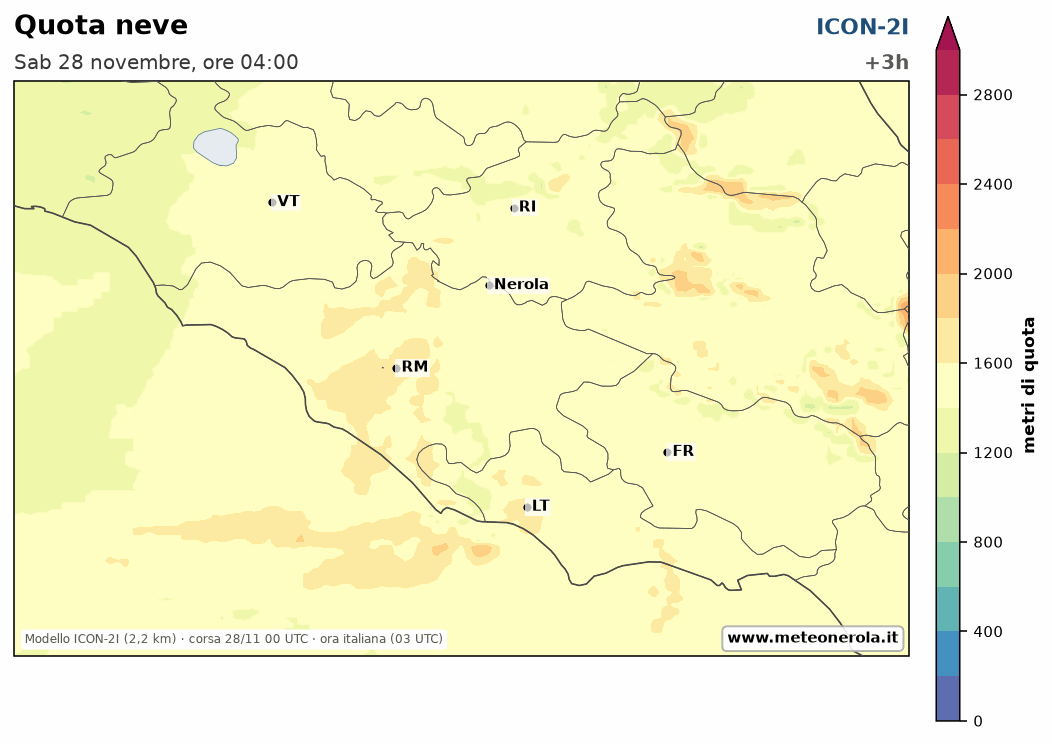 Quota neve
ICON-2I
Sab 28 novembre, ore 04:00
+3h
VT
RI
Nerola
RM
FR
LT
2800
2400
2000
1600
1200
800
400
0
metri di quota
Modello ICON-2I (2,2 km) · corsa 28/11 00 UTC · ora italiana (03 UTC)
www.meteonerola.it